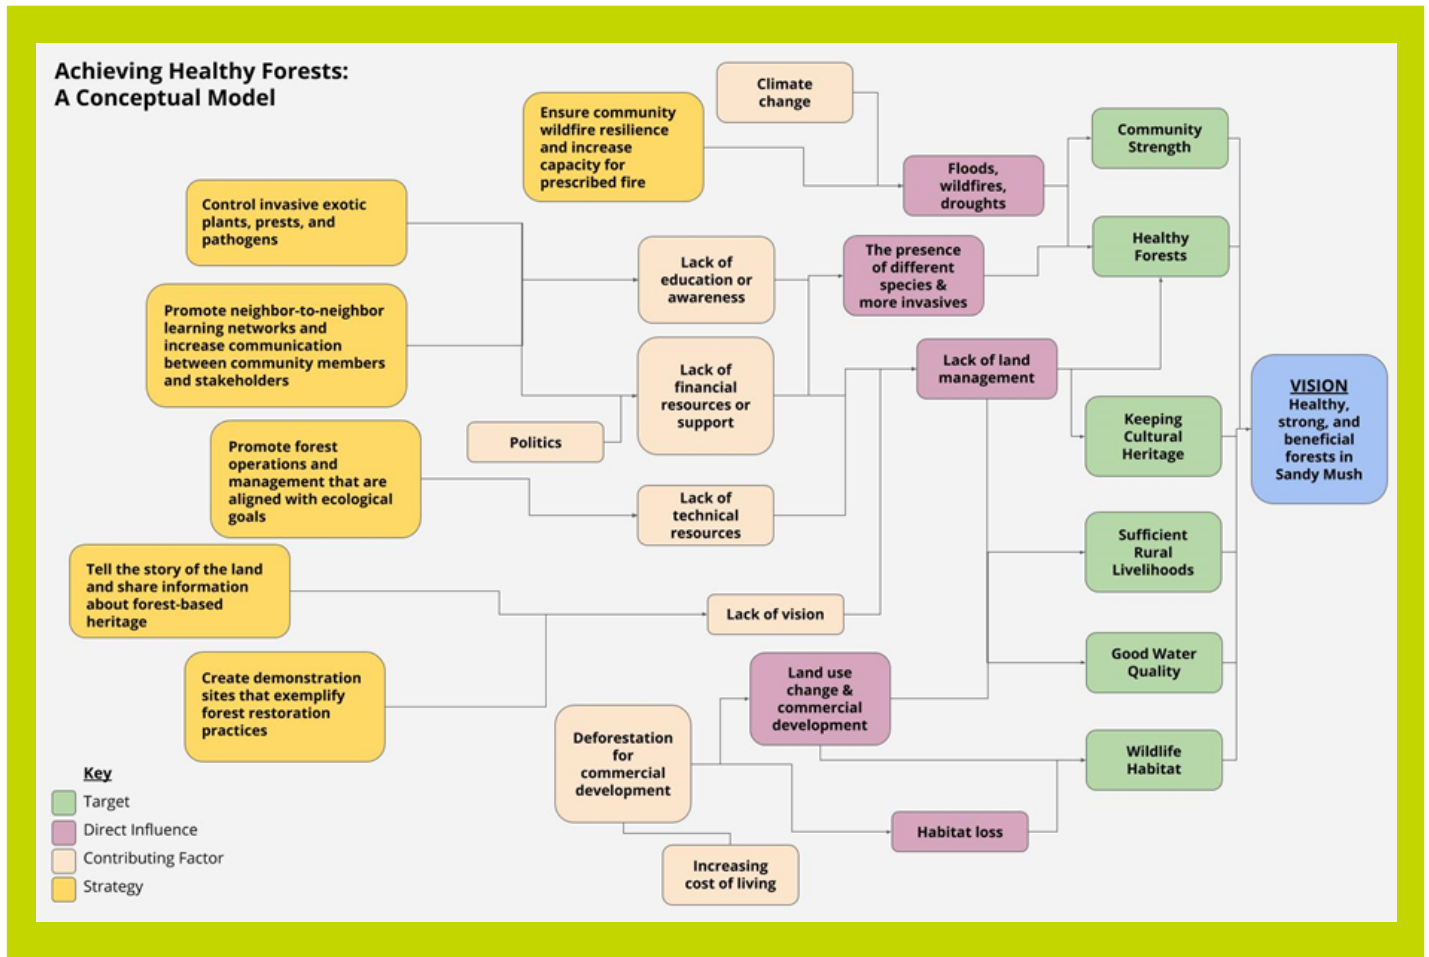 Achieving Healthy Forests:
A Conceptual Model
Climate
change
Ensure community
wildfire resilience
and increase
capacity for
prescribed fire
Community
Strength
Floods,
wildfires,
droughts
Control invasive exotic
plants, prests, and
pathogens
Lack of
education or
awareness
The presence
of different
species &
more invasives
Healthy
Forests
Promote neighbor-to-neighbor
learning networks and
increase communication
between community members
and stakeholders
Lack of
financial
resources or
support
Lack of land
management
VISION
Healthy,
strong, and
beneficial
forests in
Sandy Mush
Politics
Keeping
Cultural
Heritage
Promote forest
operations and
management that are
aligned with ecological
goals
Lack of
technical
resources
Sufficient
Rural
Livelihoods
Tell the story of the land
and share information
about forest-based
heritage
Lack of vision
Good Water
Quality
Create demonstration
sites that exemplify
forest restoration
practices
Land use
change &
commercial
development
Deforestation
for
commercial
development
Wildlife
Habitat
Habitat loss
Increasing
cost of living
Key
Target
Direct Influence
Contributing Factor
Strategy